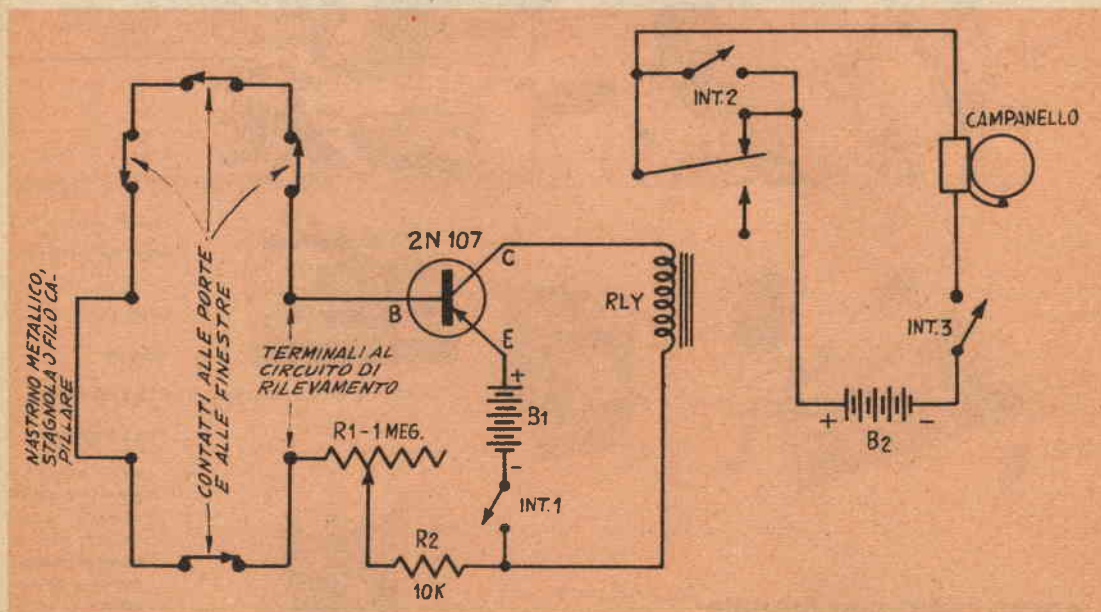 NASTRINO METALLICO,
STAGNOLA O FILO CA-
PILLARE
CONTATTI ALLE PORTE
E ALLE FINESTRE
TERMINALI AL
CIRCUITO DI
RILEVAMENTO
2N 107
C
B
E
+
B1
-
INT.1
R1-1 MEG.
R2
10K
RLY
INT.2
CAMPANELLO
INT.3
+
-
B2